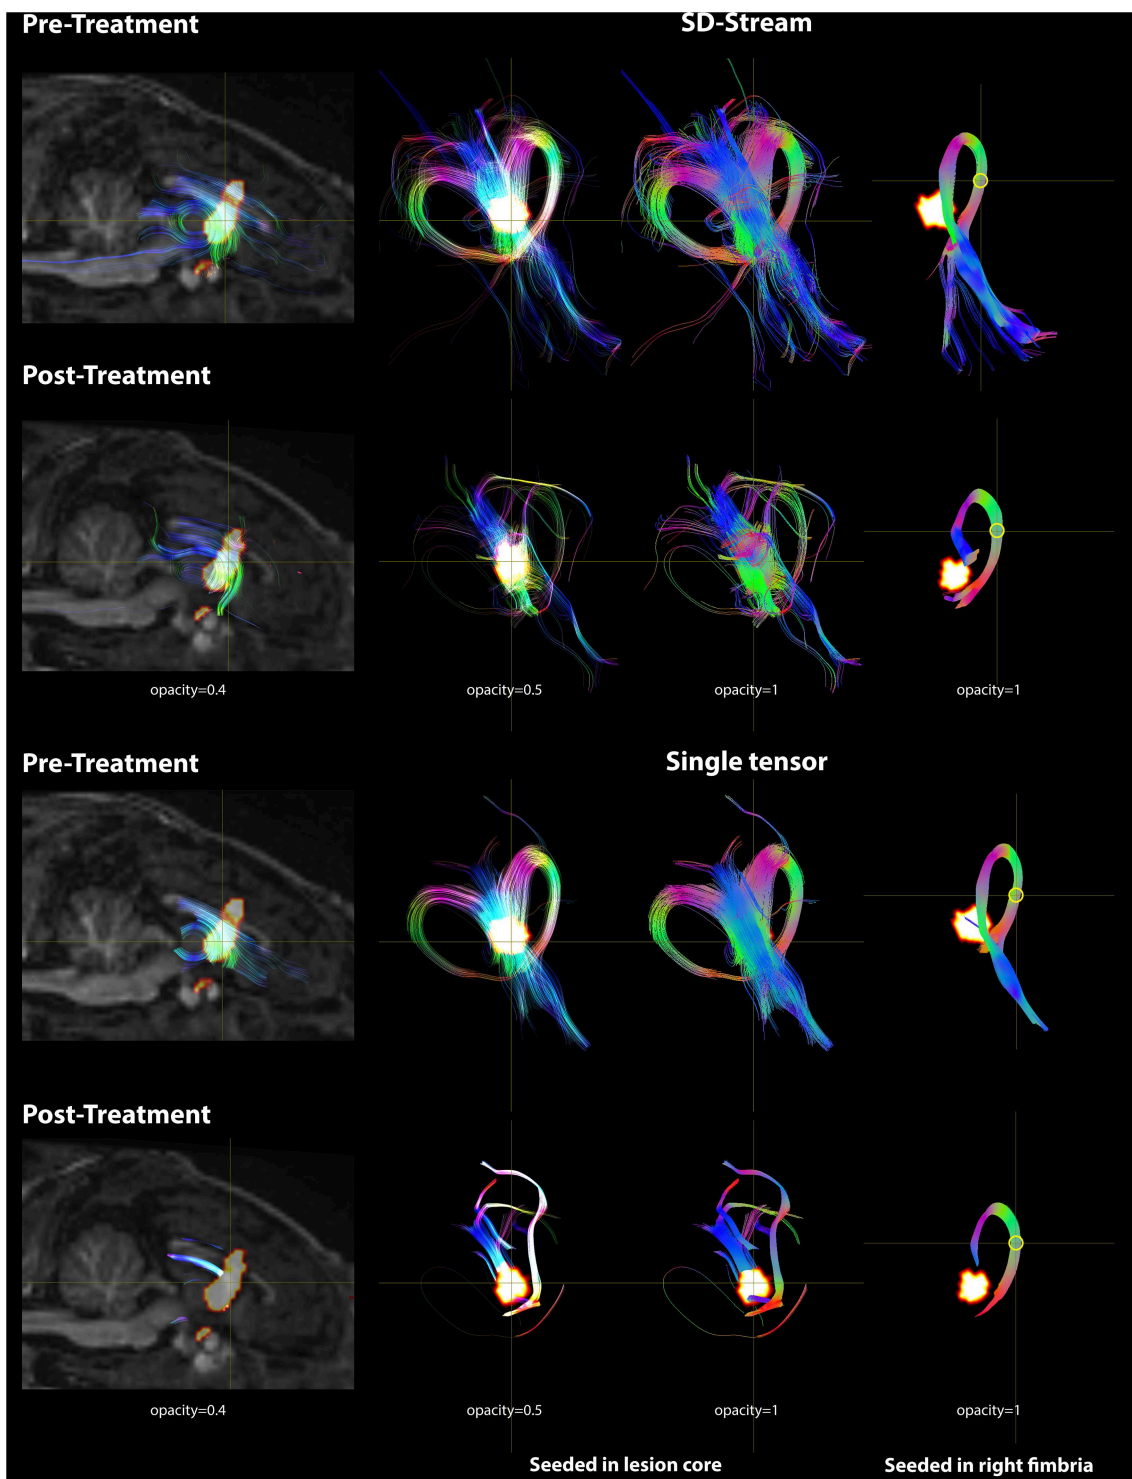 Pre-Treatment
SD-Stream
Post-Treatment
opacity=0.4
opacity=0.5
opacity=1
opacity=1
Pre-Treatment
Single tensor
Post-Treatment
opacity=0.4
opacity=0.5
opacity=1
opacity=1
Seeded in lesion core
Seeded in right fimbria